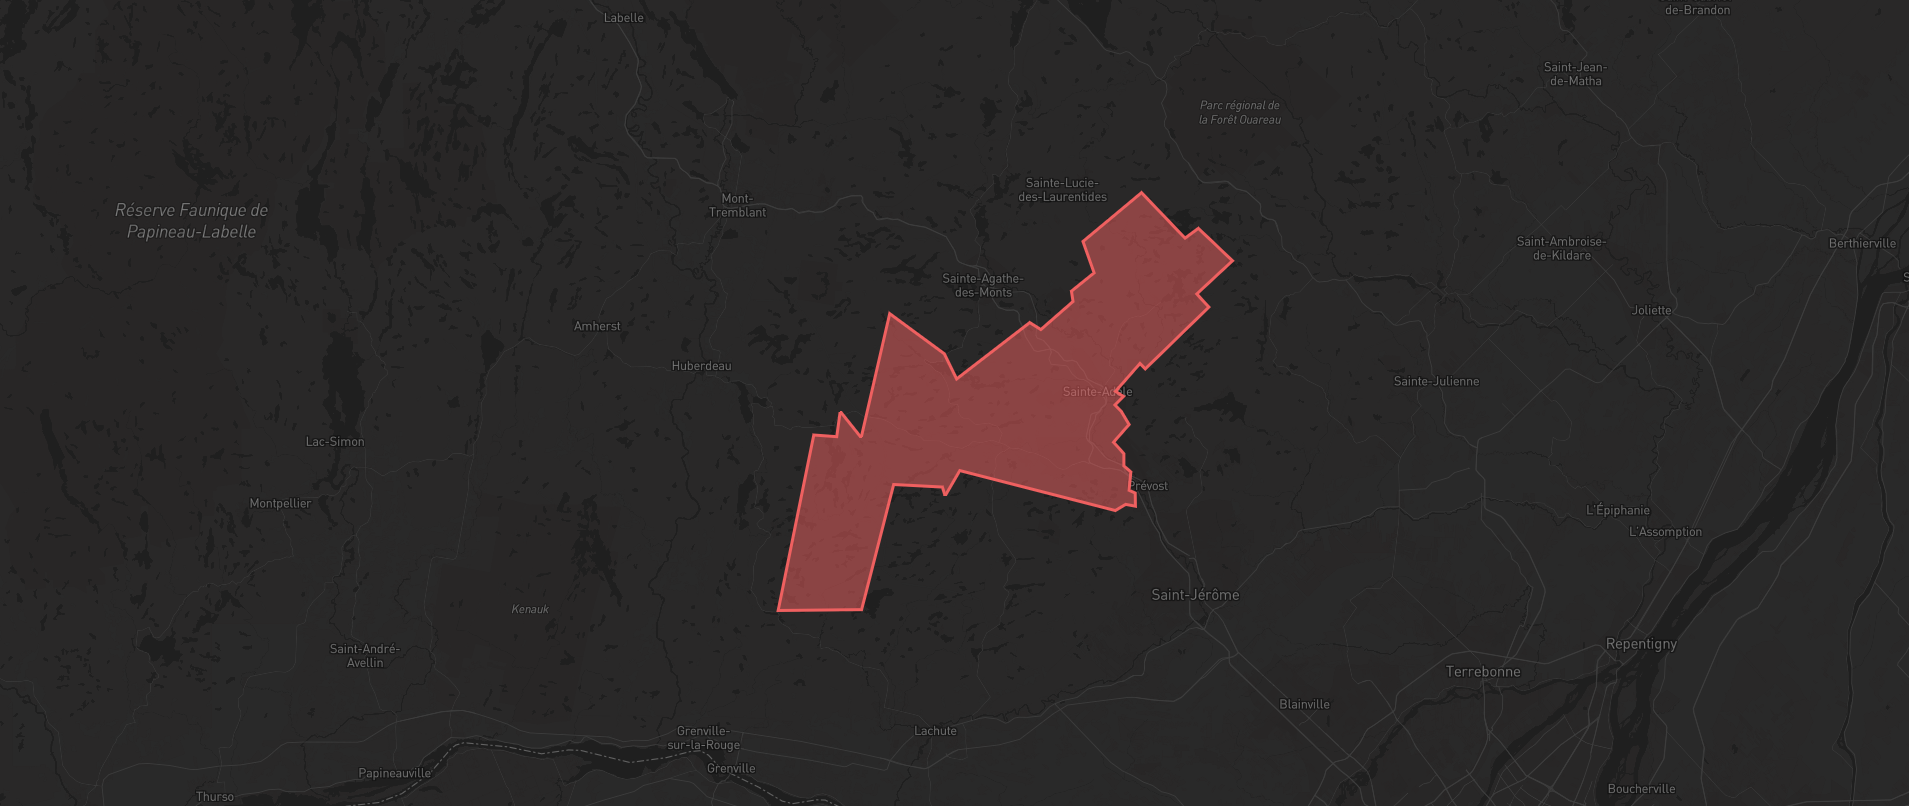 Labelle
de-Brandon
Saint-Jean-
de-Matha
Parc régional de
la Forêt Ouareau
Sainte-Lucie-
des-Laurentides
Mont-
Tremblant
Réserve Faunique de
Papineau-Labelle
Saint-Ambroise-
de-Kildare
Berthierville
Sainte-Agathe-
des-Monts
Joliette
Amherst
Huberdeau
Sainte-Julienne
Sainte-Adèle
Lac-Simon
Prévost
Montpellier
L'Épiphanie
L'Assomption
Saint-Jérôme
Kenauk
Repentigny
Saint-André-
Avellin
Terrebonne
Blainville
Grenville-
sur-la-Rouge
Lachute
Grenville
Papineauville
Boucherville
Thurso